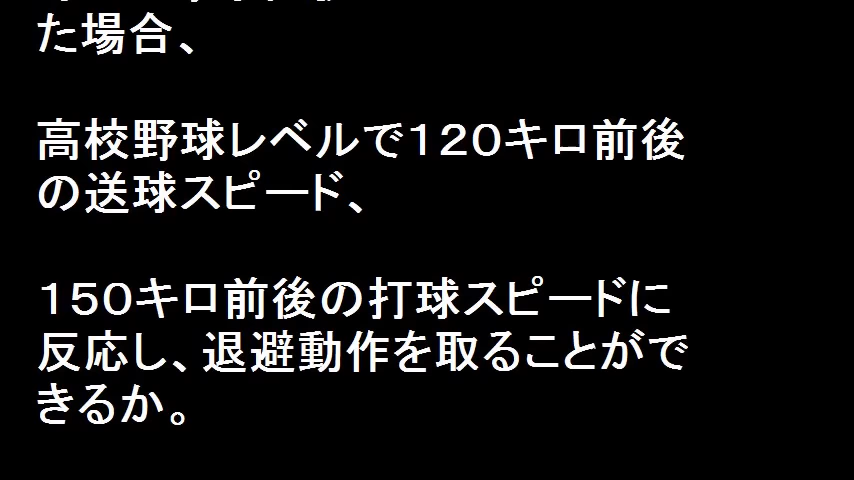 た場合、
高校野球レベルで１２０キロ前後
の送球スピード、
１５０キロ前後の打球スピードに
反応し、退避動作を取ることがで
きるか。